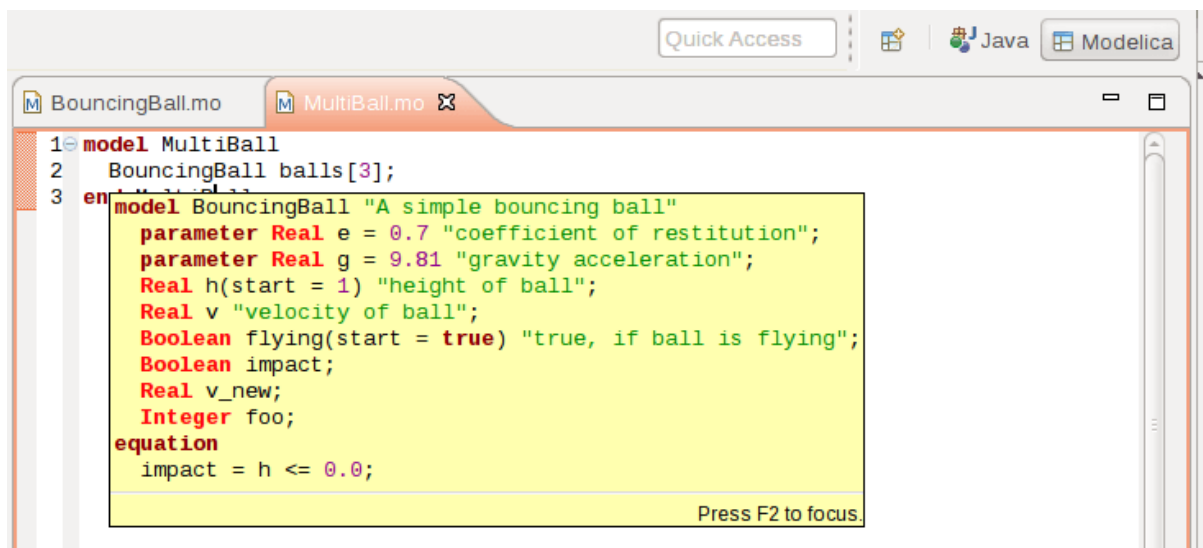 Quick Access Java Modelica
BouncingBall.mo MultiBall.mo
1 model MultiBall
2 BouncingBall balls[3];
3 en
model BouncingBall "A simple bouncing ball"
parameter Real e = 0.7 "coefficient of restitution";
parameter Real g = 9.81 "gravity acceleration";
Real h(start = 1) "height of ball";
Real v "velocity of ball";
Boolean flying(start = true) "true, if ball is flying";
Boolean impact;
Real v_new;
Integer foo;
equation
impact = h <= 0.0;
Press F2 to focus.